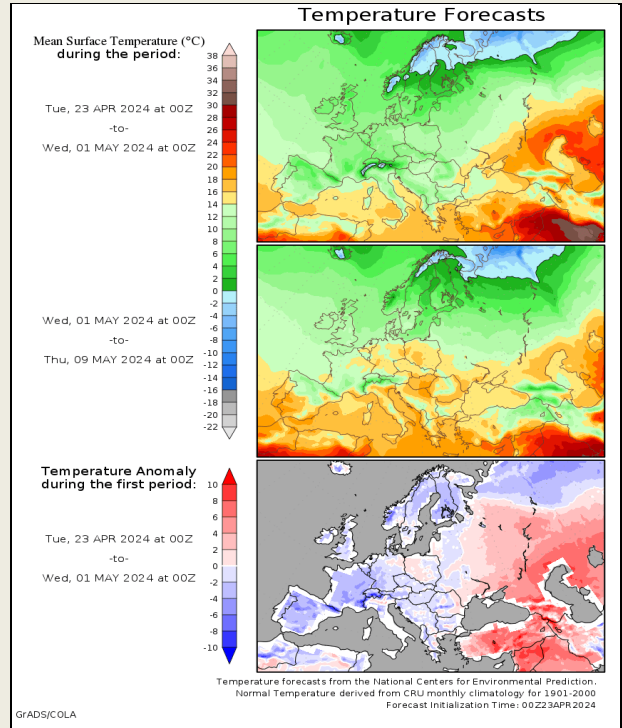 Temperature Forecasts
Mean Surface Temperature (°C)
during the period:
38
36
34
32
30
28
26
24
22
20
18
16
14
12
10
8
6
4
2
0
-2
-4
-6
-8
-10
-12
-14
-16
-18
-20
-22
Tue, 23 APR 2024 at 00Z
-to-
Wed, 01 MAY 2024 at 00Z
Wed, 01 MAY 2024 at 00Z
-to-
Thu, 09 MAY 2024 at 00Z
Temperature Anomaly
during the first period:
10
8
6
4
2
0
-2
-4
-6
-8
-10
Tue, 23 APR 2024 at 00Z
-to-
Wed, 01 MAY 2024 at 00Z
Temperature forecasts from the National Centers for Environmental Prediction.
Normal Temperature derived from CRU monthly climatology for 1901-2000
Forecast Initialization Time: 00Z23APR2024
GrADS/COLA